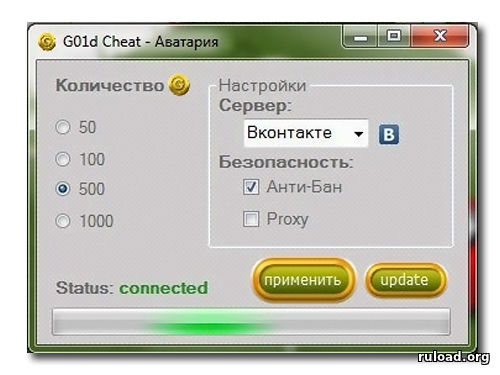 G01d Cheat - Аватария
Количество
50
100
500
1000
Настройки
Сервер:
Вконтакте
В
Безопасность:
Анти-Бан
Proxy
Status: connected
применить
update
ruload.org